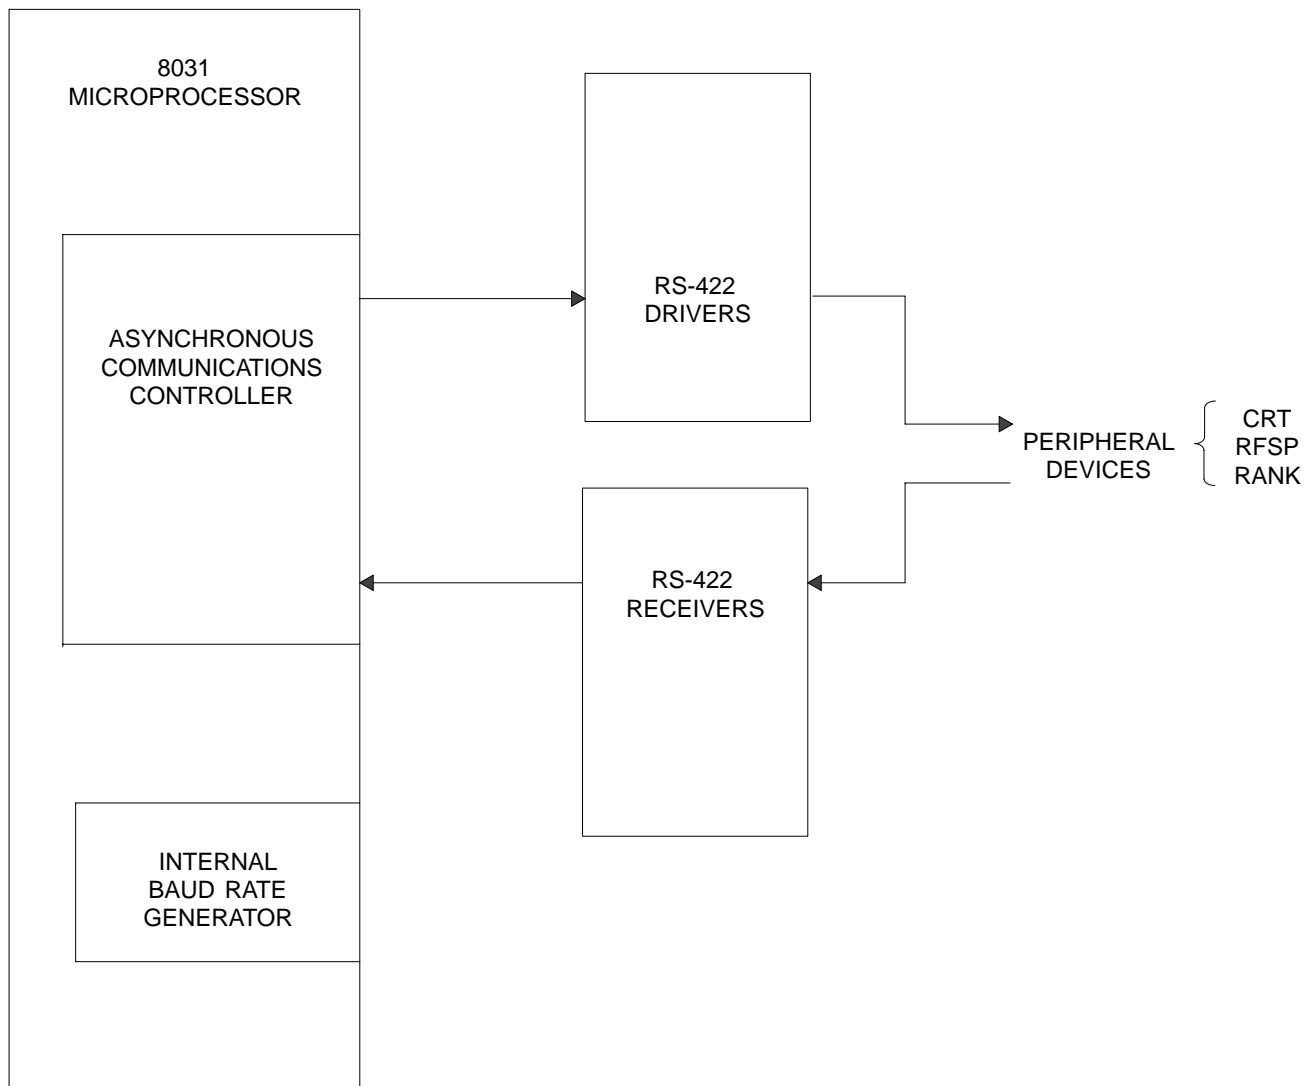 8031
MICROPROCESSOR
ASYNCHRONOUS
COMMUNICATIONS
CONTROLLER
INTERNAL
BAUD RATE
GENERATOR
RS-422
DRIVERS
RS-422
RECEIVERS
PERIPHERAL
DEVICES
CRT
RFSP
RANK